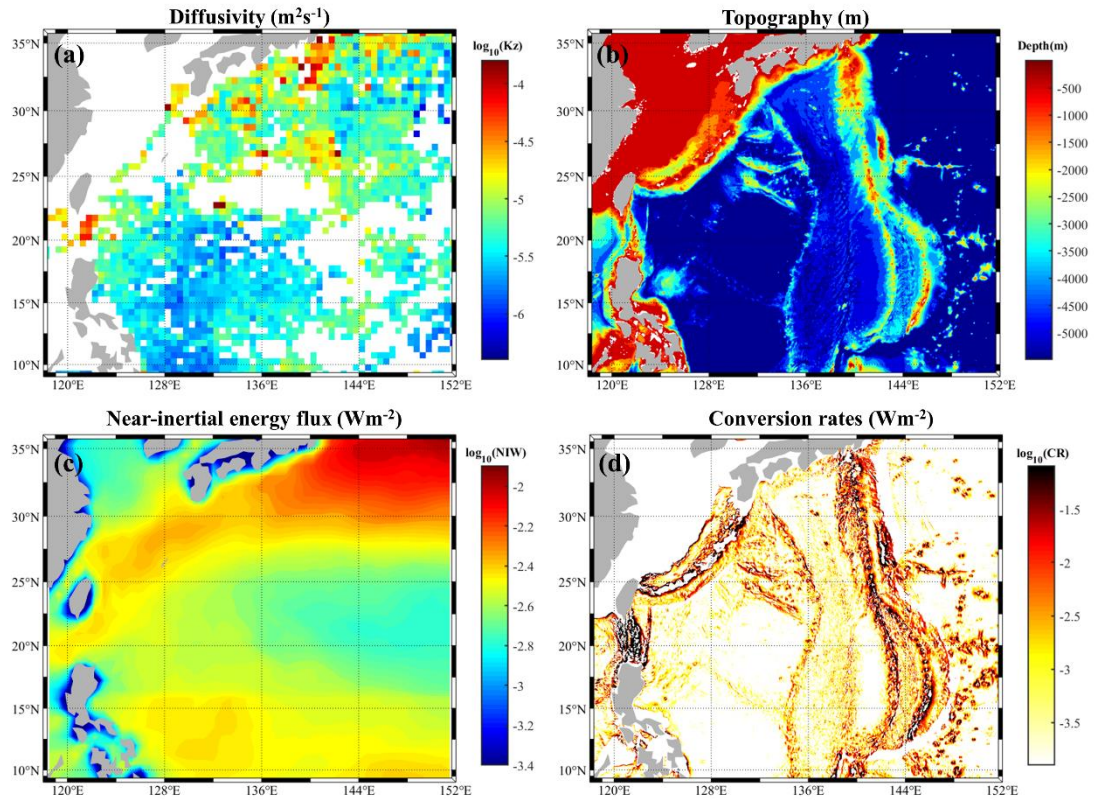 Diffusivity (m²s⁻¹)
Topography (m)
(a)
log₁₀(Kz)
35°N
30°N
25°N
20°N
15°N
10°N
120°E
128°E
136°E
144°E
152°E
-4
-4.5
-5
-5.5
-6
(b)
Depth(m)
35°N
30°N
25°N
20°N
15°N
10°N
120°E
128°E
136°E
144°E
152°E
-500
-1000
-1500
-2000
-2500
-3000
-3500
-4000
-4500
-5000
Near-inertial energy flux (Wm⁻²)
Conversion rates (Wm⁻²)
(c)
log₁₀(NIW)
35°N
30°N
25°N
20°N
15°N
10°N
120°E
128°E
136°E
144°E
152°E
-2
-2.2
-2.4
-2.6
-2.8
-3
-3.2
-3.4
(d)
log₁₀(CR)
35°N
30°N
25°N
20°N
15°N
10°N
120°E
128°E
136°E
144°E
152°E
-1.5
-2
-2.5
-3
-3.5